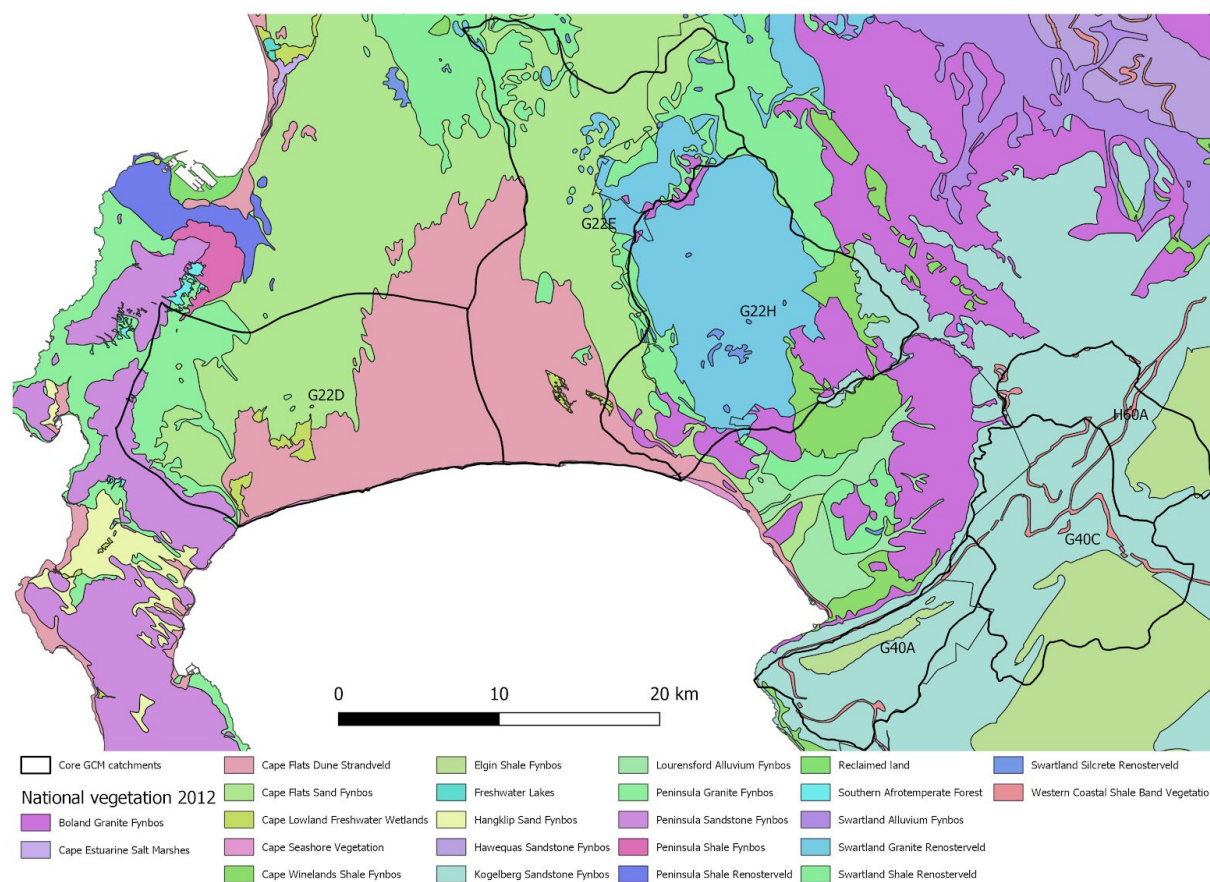 G22E
G22H
G22D
H60A
G40C
G40A
0 10 20 km
Core GCM catchments
National vegetation 2012
Boland Granite Fynbos
Cape Estuarine Salt Marshes
Cape Flats Dune Strandveld
Cape Flats Sand Fynbos
Cape Lowland Freshwater Wetlands
Cape Seashore Vegetation
Cape Winelands Shale Fynbos
Elgin Shale Fynbos
Freshwater Lakes
Hangklip Sand Fynbos
Hawequas Sandstone Fynbos
Kogelberg Sandstone Fynbos
Lourensford Alluvium Fynbos
Peninsula Granite Fynbos
Peninsula Sandstone Fynbos
Peninsula Shale Fynbos
Peninsula Shale Renosterveld
Reclaimed land
Southern Afrotemperate Forest
Swartland Alluvium Fynbos
Swartland Granite Renosterveld
Swartland Shale Renosterveld
Swartland Silcrete Renosterveld
Western Coastal Shale Band Vegetatio